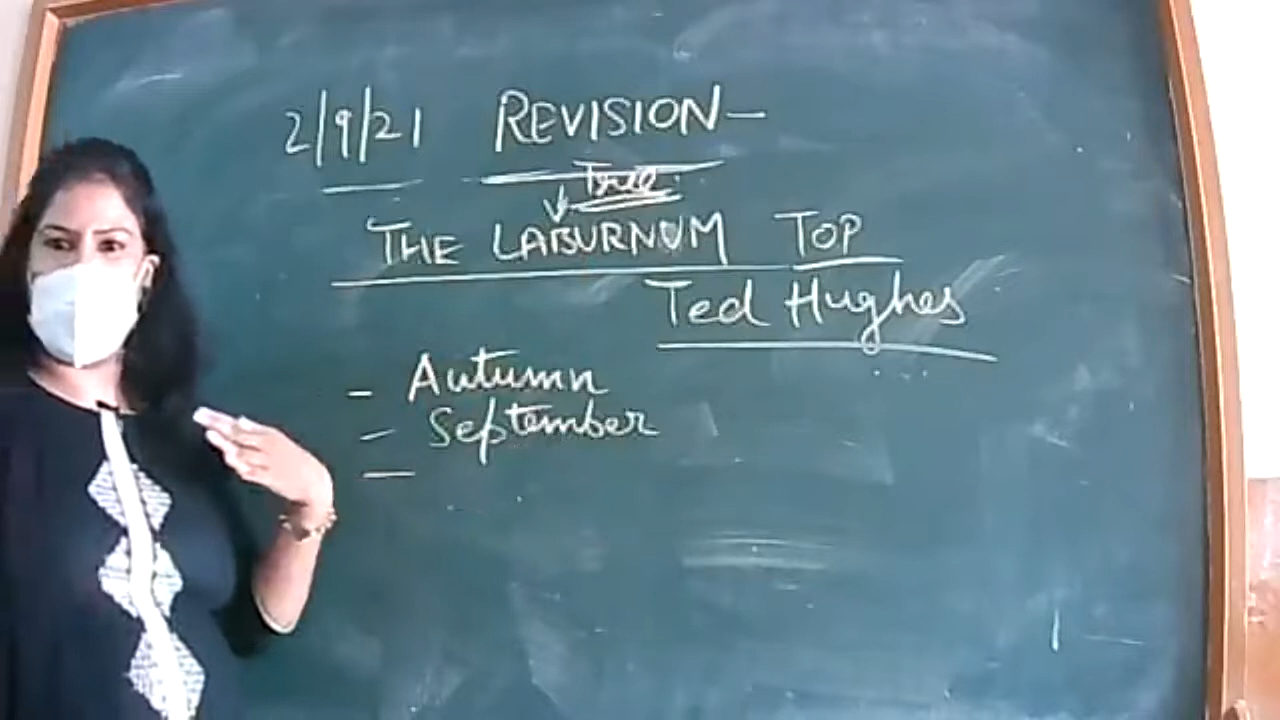 2/9/21 REVISION-
Tree
THE LABURNUM TOP
Ted Hughes
- Autumn
- September
-